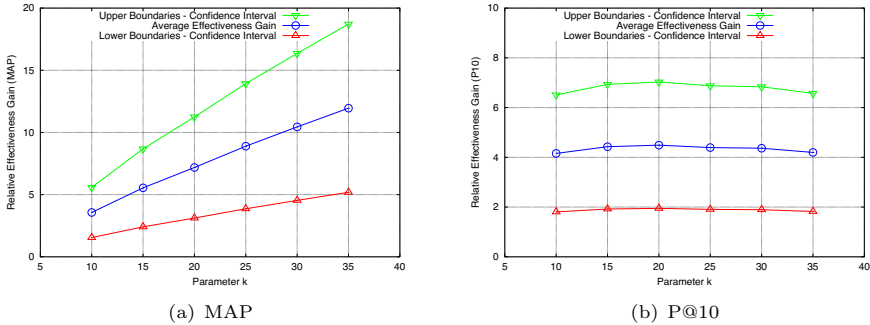 Upper Boundaries - Confidence Interval
Average Effectiveness Gain
Lower Boundaries - Confidence Interval
Relative Effectiveness Gain (MAP)
20
15
10
5
0
5 10 15 20 25 30 35 40
Parameter k
(a) MAP
Upper Boundaries - Confidence Interval
Average Effectiveness Gain
Lower Boundaries - Confidence Interval
Relative Effectiveness Gain (P10)
10
8
6
4
2
0
5 10 15 20 25 30 35 40
Parameter k
(b) P@10